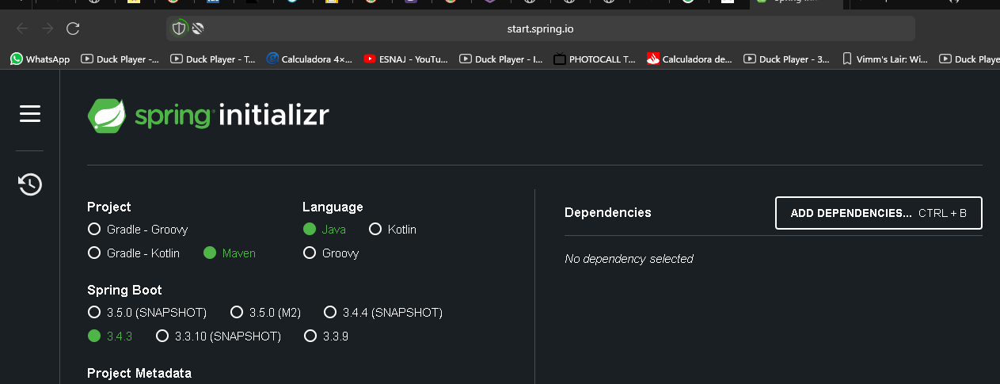 start.spring.io
WhatsApp Duck Player -... Duck Player - T... Calculadora 4×... ESNAJ - YouTu... Duck Player - I... PHOTOCALL T... Calculadora de... Duck Player - 3... Vimm's Lair: Wi... Duck Playe
spring initializr
Project Language
Gradle - Groovy Java Kotlin
Gradle - Kotlin Maven Groovy
Spring Boot
3.5.0 (SNAPSHOT) 3.5.0 (M2) 3.4.4 (SNAPSHOT)
3.4.3 3.3.10 (SNAPSHOT) 3.3.9
Project Metadata
Dependencies ADD DEPENDENCIES... CTRL + B
No dependency selected